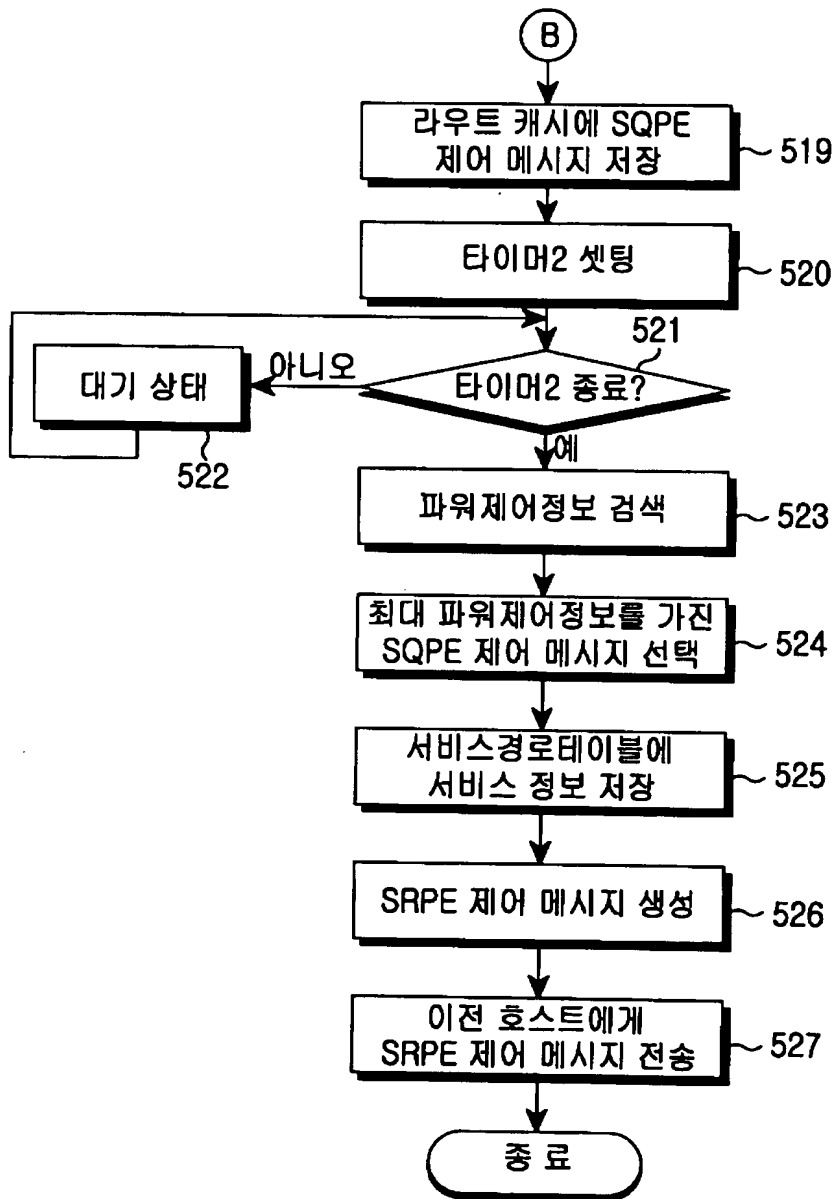 B
라우트 캐시에 SQPE
제어 메시지 저장
519
타이머2 셋팅
520
521
아니오
대기 상태
타이머2 종료?
522
예
파워제어정보 검색
523
최대 파워제어정보를 가진
SQPE 제어 메시지 선택
524
서비스경로테이블에
서비스 정보 저장
525
SRPE 제어 메시지 생성
526
이전 호스트에게
SRPE 제어 메시지 전송
527
종 료